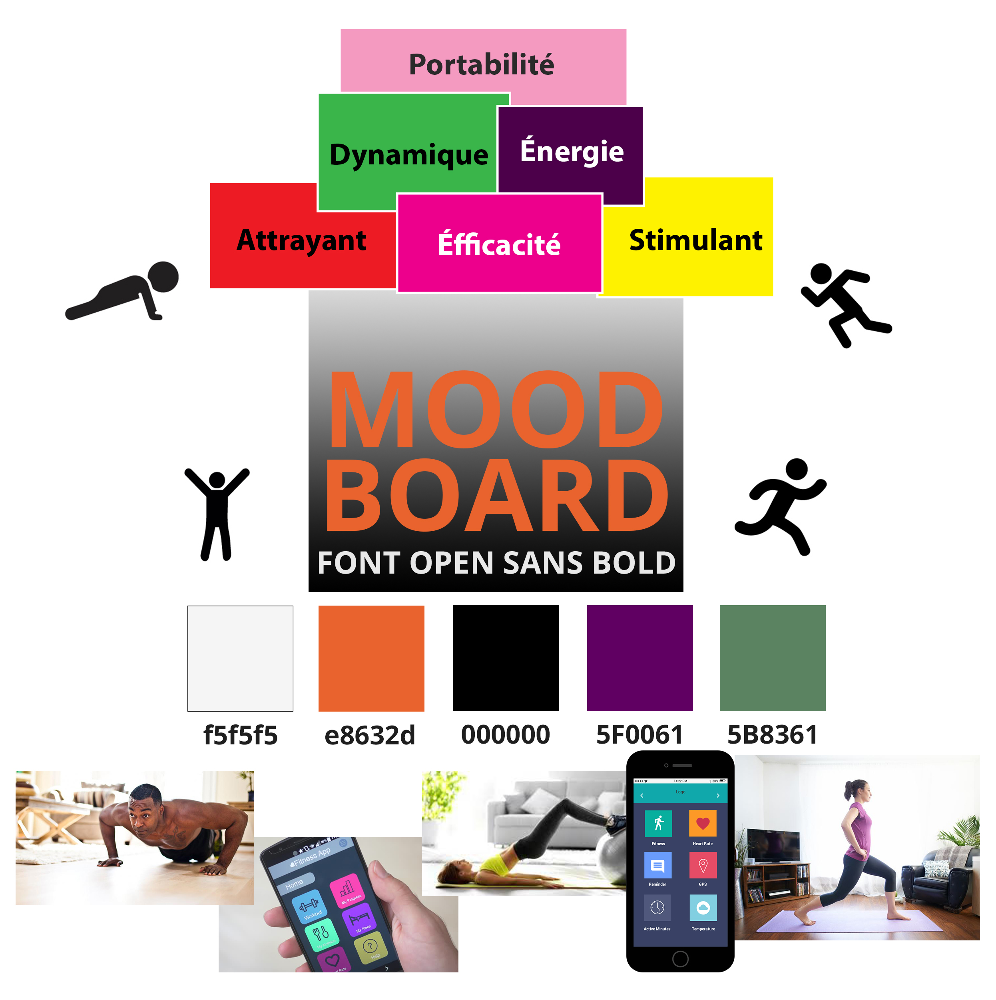 Portabilité
Dynamique
Énergie
Attrayant
Éfficacité
Stimulant
MOOD
BOARD
FONT OPEN SANS BOLD
f5f5f5
e8632d
000000
5F0061
5B8361
Fitness App
Home
Workout
My Progress
My Nutrition
My Sleep
Rate
Help
14:22 PM
80%
Logo
Fitness
Heart Rate
Reminder
GPS
Active Minutes
Temperature